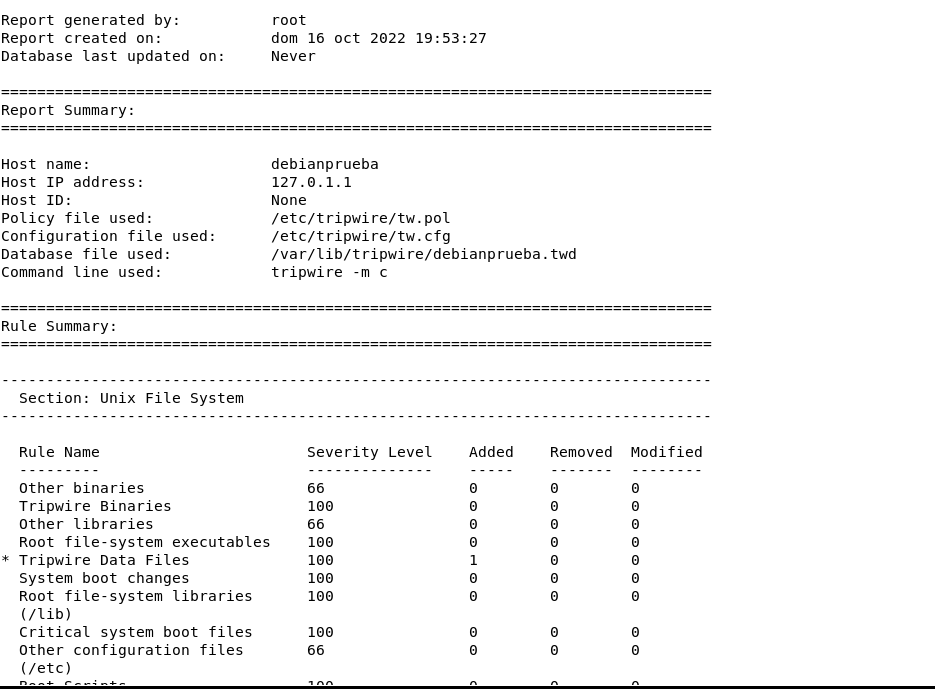 Report generated by:          root
Report created on:            dom 16 oct 2022 19:53:27
Database last updated on:     Never

===============================================================================
Report Summary:
===============================================================================

Host name:                    debianprueba
Host IP address:              127.0.1.1
Host ID:                      None
Policy file used:             /etc/tripwire/tw.pol
Configuration file used:      /etc/tripwire/tw.cfg
Database file used:           /var/lib/tripwire/debianprueba.twd
Command line used:            tripwire -m c

===============================================================================
Rule Summary:
===============================================================================

-------------------------------------------------------------------------------
  Section: Unix File System
-------------------------------------------------------------------------------

  Rule Name                       Severity Level    Added    Removed  Modified
  ---------                       --------------    -----    -------  --------
  Other binaries                  66                0        0        0
  Tripwire Binaries               100               0        0        0
  Other libraries                 66                0        0        0
  Root file-system executables    100               0        0        0
* Tripwire Data Files             100               1        0        0
  System boot changes             100               0        0        0
  Root file-system libraries      100               0        0        0
  (/lib)
  Critical system boot files      100               0        0        0
  Other configuration files       66                0        0        0
  (/etc)
  Boot Scripts                    100               0        0        0